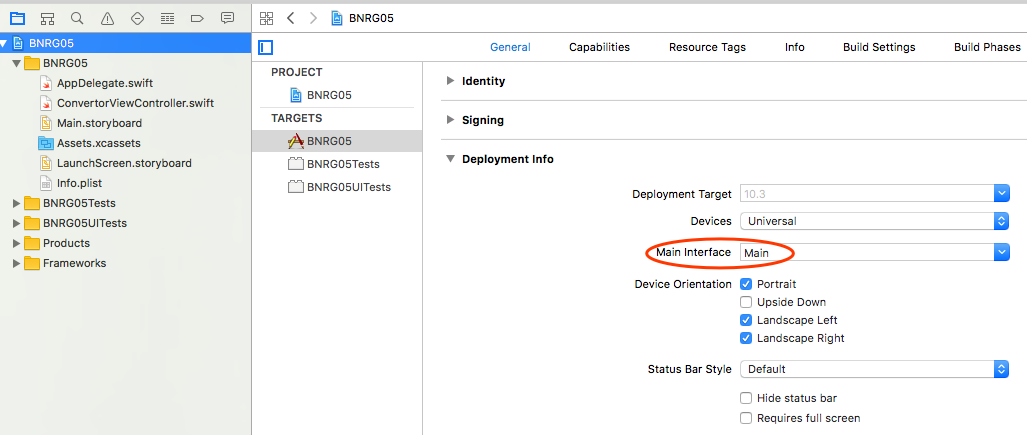 BNRG05
General Capabilities Resource Tags Info Build Settings Build Phases
BNRG05
BNRG05
AppDelegate.swift
ConvertorViewController.swift
Main.storyboard
Assets.xcassets
LaunchScreen.storyboard
Info.plist
BNRG05Tests
BNRG05UITests
Products
Frameworks
PROJECT
BNRG05
TARGETS
BNRG05
BNRG05Tests
BNRG05UITests
Identity
Signing
Deployment Info
Deployment Target 10.3
Devices Universal
Main Interface Main
Device Orientation Portrait
Upside Down
Landscape Left
Landscape Right
Status Bar Style Default
Hide status bar
Requires full screen